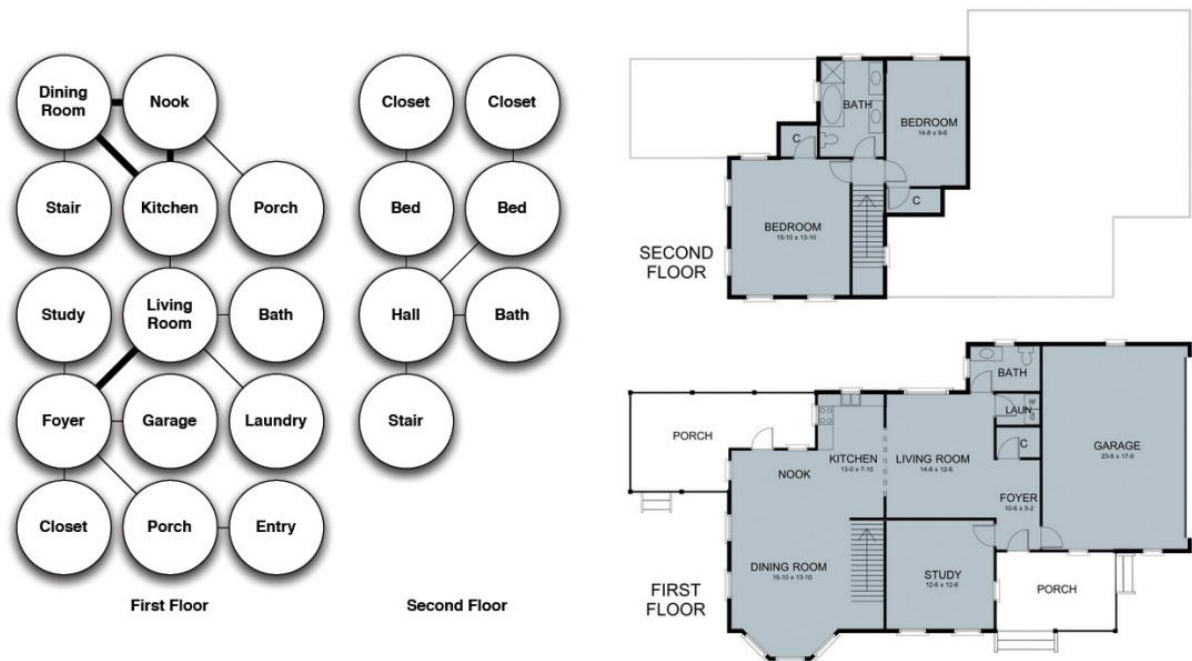 Dining
Room
Nook
Stair
Kitchen
Porch
Study
Living
Room
Bath
Foyer
Garage
Laundry
Closet
Porch
Entry
First Floor
Closet
Closet
Bed
Bed
Hall
Bath
Stair
Second Floor
BATH
BEDROOM
14-8 x 9-6
C
C
BEDROOM
15-10 x 13-10
SECOND
FLOOR
BATH
LAUN
W
D
C
PORCH
KITCHEN
13-0 x 7-10
LIVING ROOM
14-8 x 12-6
GARAGE
23-6 x 17-0
NOOK
FOYER
10-6 x 5-2
DINING ROOM
15-10 x 13-10
STUDY
12-6 x 12-6
PORCH
FIRST
FLOOR